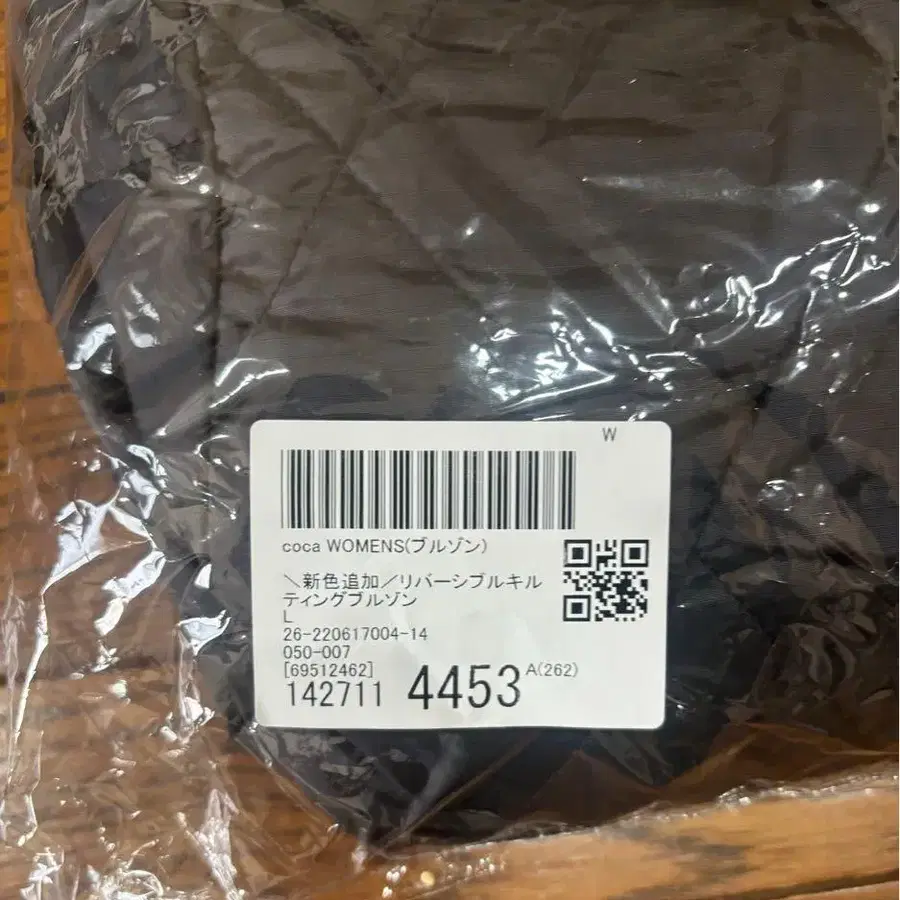 W
coca WOMENS(ブルゾン)
＼新色追加／リバーシブルキル
ティングブルゾン
L
26-220617004-14
050-007
[69512462]
142711 4453 A(262)